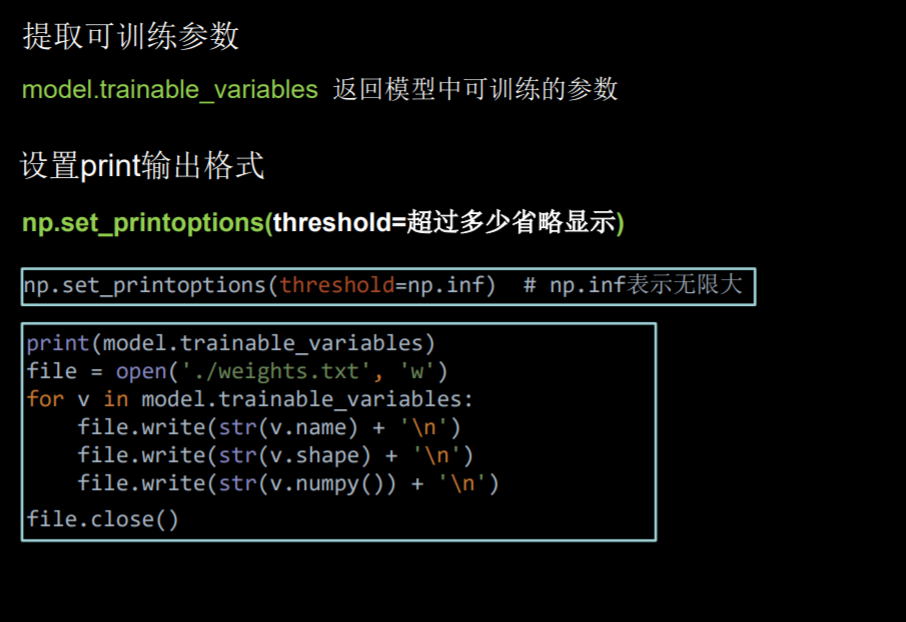 提取可训练参数
model.trainable_variables 返回模型中可训练的参数
设置print输出格式
np.set_printoptions(threshold=超过多少省略显示)
np.set_printoptions(threshold=np.inf)  # np.inf表示无限大
print(model.trainable_variables)
file = open('./weights.txt', 'w')
for v in model.trainable_variables:
    file.write(str(v.name) + '\n')
    file.write(str(v.shape) + '\n')
    file.write(str(v.numpy()) + '\n')
file.close()